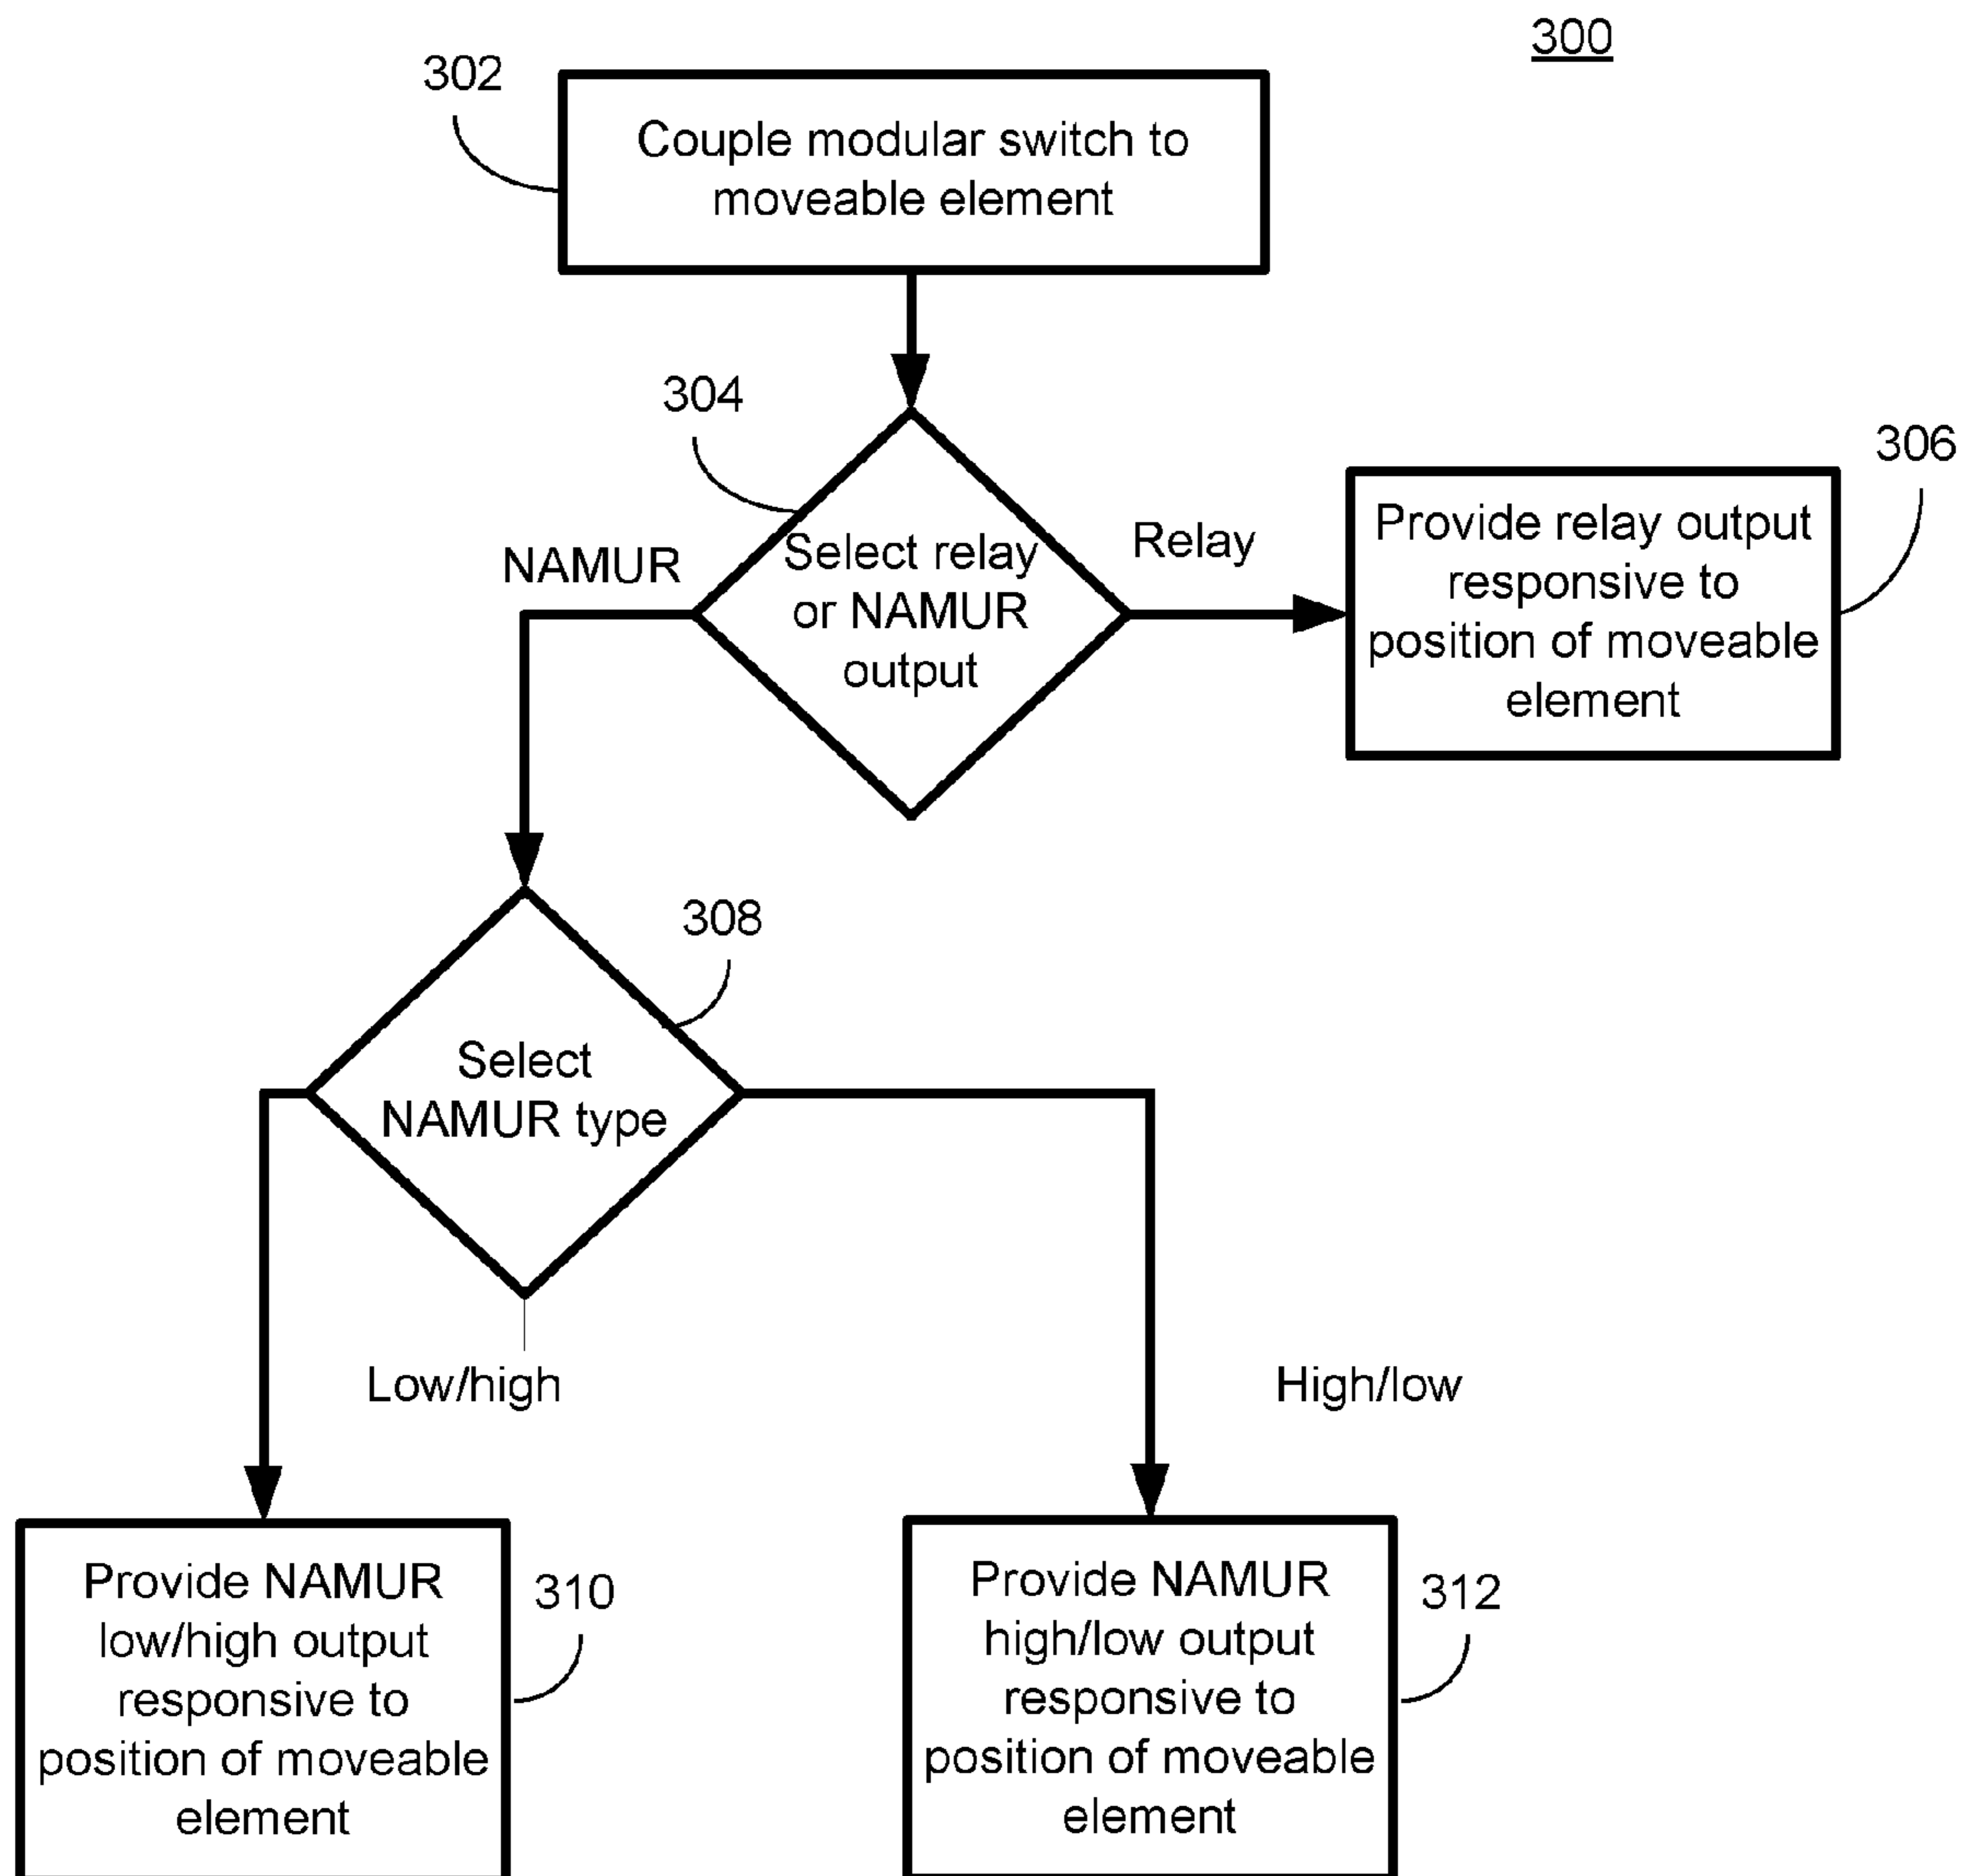 300
302
Couple modular switch to
moveable element
304
306
Select relay
or NAMUR
output
NAMUR
Relay
Provide relay output
responsive to
position of moveable
element
308
Select
NAMUR type
Low/high
High/low
Provide NAMUR
low/high output
responsive to
position of moveable
element
310
Provide NAMUR
high/low output
responsive to
position of moveable
element
312